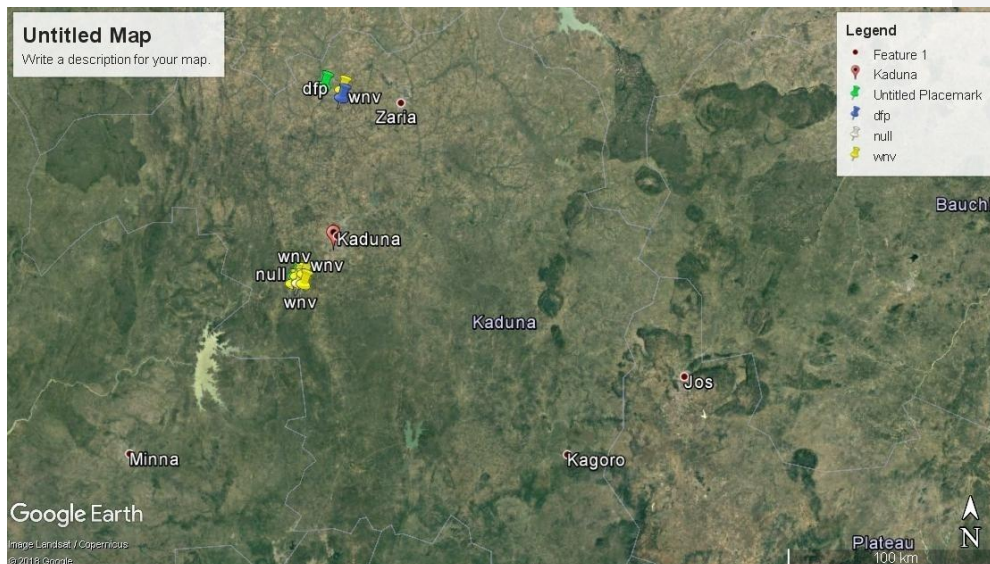 Untitled Map
Write a description for your map.
Legend
Feature 1
Kaduna
Untitled Placemark
dfp
null
wnv
dfp
wnv
Zaria
Bauch
Kaduna
wnv
wnv
null
wnv
Kaduna
Jos
Minna
Kagoro
Google Earth
N
Image Landsat / Copernicus
© 2018 Google
Plateau
100 km